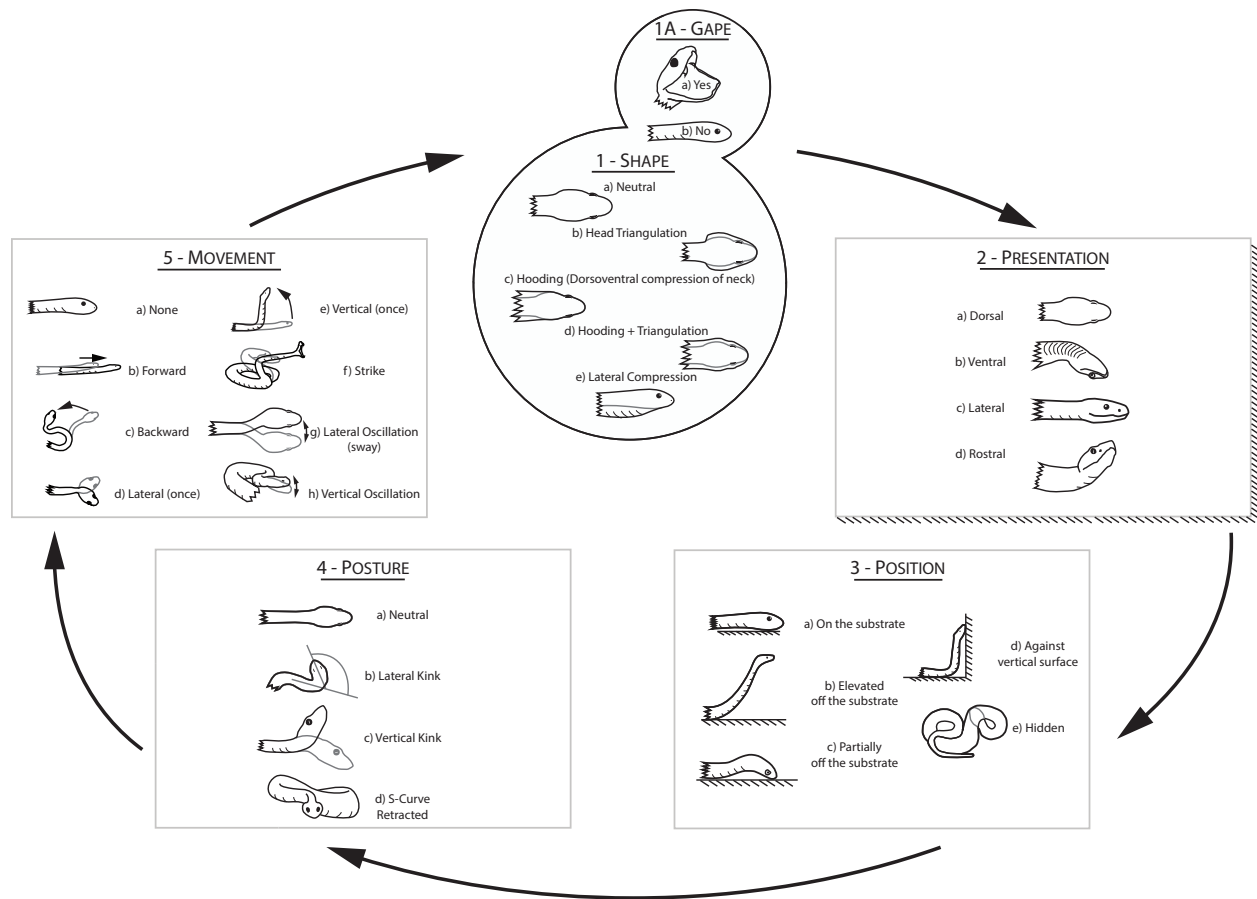 1A - GAPE
a) Yes
b) No
1 - SHAPE
a) Neutral
b) Head Triangulation
c) Hooding (Dorsoventral compression of neck)
d) Hooding + Triangulation
e) Lateral Compression
2 - PRESENTATION
a) Dorsal
b) Ventral
c) Lateral
d) Rostral
3 - POSITION
a) On the substrate
b) Elevated
off the substrate
c) Partially
off the substrate
d) Against
vertical surface
e) Hidden
4 - POSTURE
a) Neutral
b) Lateral Kink
c) Vertical Kink
d) S-Curve
Retracted
5 - MOVEMENT
a) None
b) Forward
c) Backward
d) Lateral (once)
e) Vertical (once)
f) Strike
g) Lateral Oscillation
(sway)
h) Vertical Oscillation